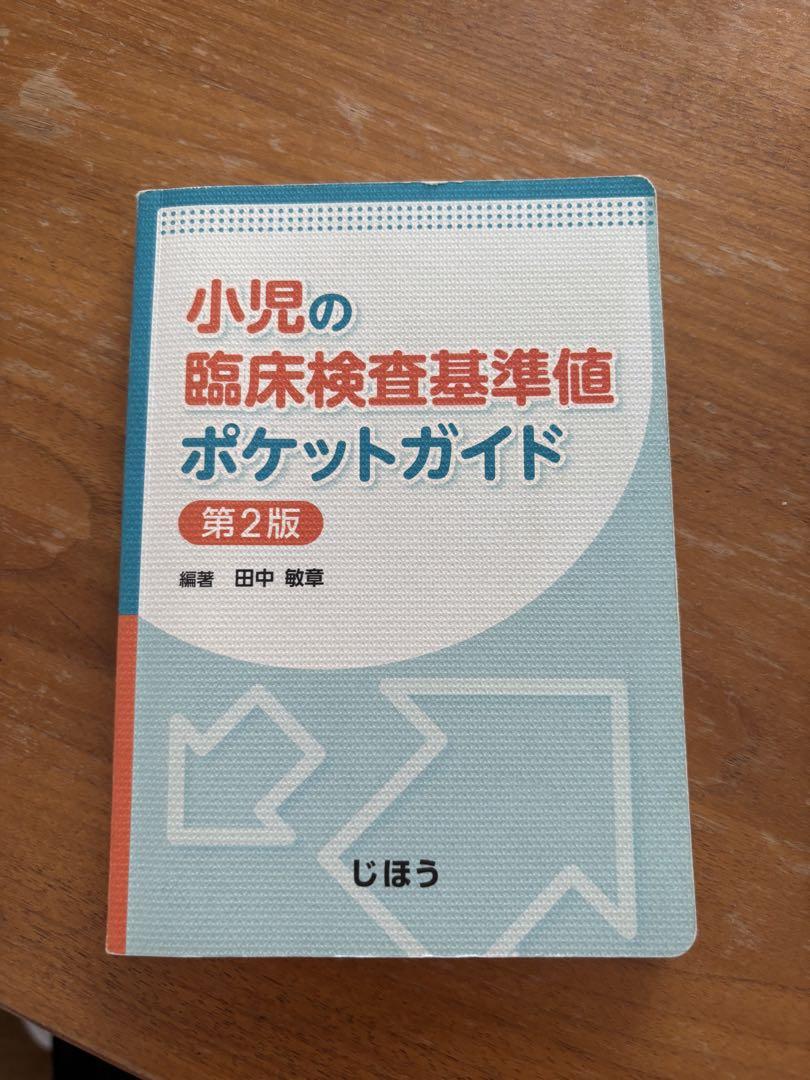 小児の
臨床検査基準値
ポケットガイド
第2版
編著 田中 敏章
じほう